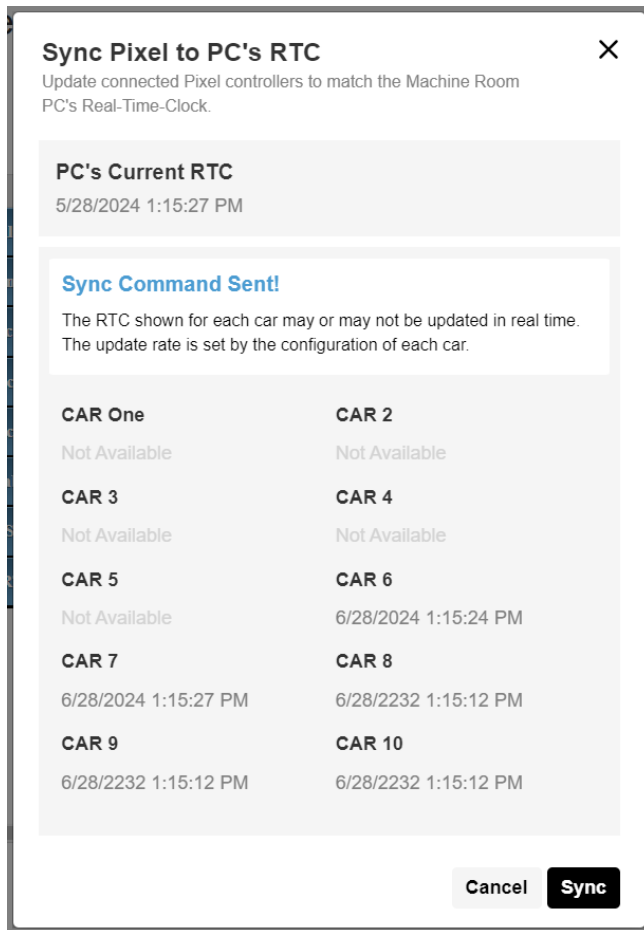 Sync Pixel to PC's RTC
Update connected Pixel controllers to match the Machine Room
PC's Real-Time-Clock.
PC's Current RTC
5/28/2024 1:15:27 PM
Sync Command Sent!
The RTC shown for each car may or may not be updated in real time.
The update rate is set by the configuration of each car.
CAR One
CAR 2
Not Available
Not Available
CAR 3
CAR 4
Not Available
Not Available
CAR 5
CAR 6
Not Available
6/28/2024 1:15:24 PM
CAR 7
CAR 8
6/28/2024 1:15:27 PM
6/28/2232 1:15:12 PM
CAR 9
CAR 10
6/28/2232 1:15:12 PM
6/28/2232 1:15:12 PM
Cancel
Sync